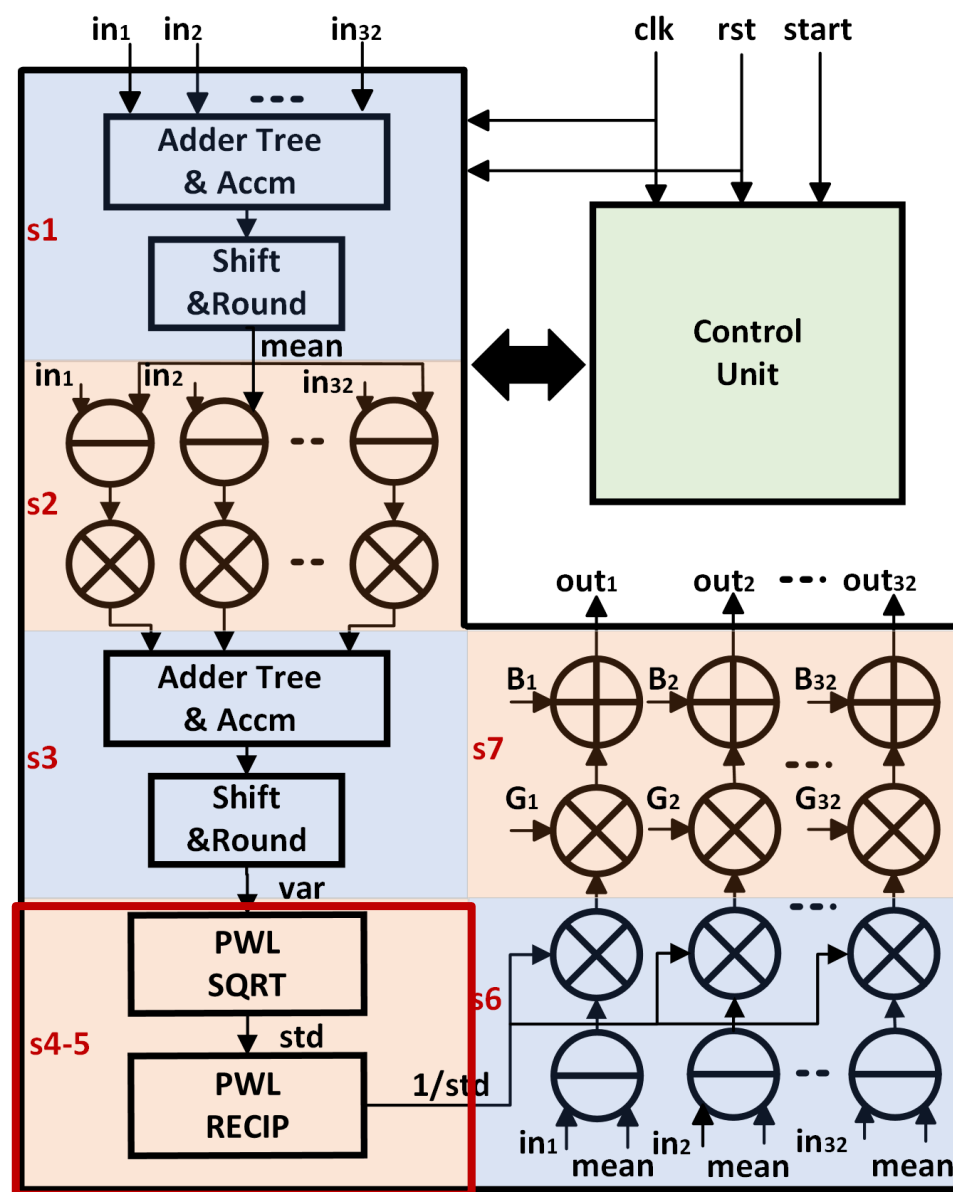 in₁ in₂ in₃₂ clk rst start
Adder Tree
& Accm
s1
Shift
&Round
mean
Control
Unit
in₁ in₂ in₃₂
s2
out₁ out₂ out₃₂
Adder Tree
& Accm
B₁ B₂ B₃₂
s3
s7
Shift
&Round
G₁ G₂ G₃₂
var
PWL
SQRT
s6
s4-5
std
PWL
RECIP
1/std
in₁ in₂ in₃₂
mean mean mean